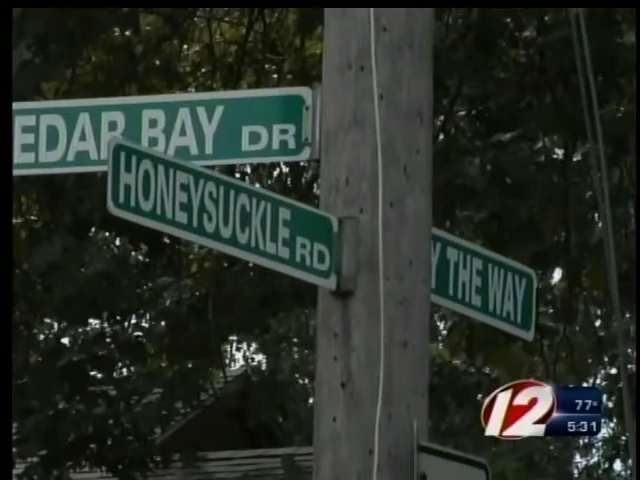 EDAR BAY DR
HONEYSUCKLE RD
Y THE WAY
12
77°
5:31